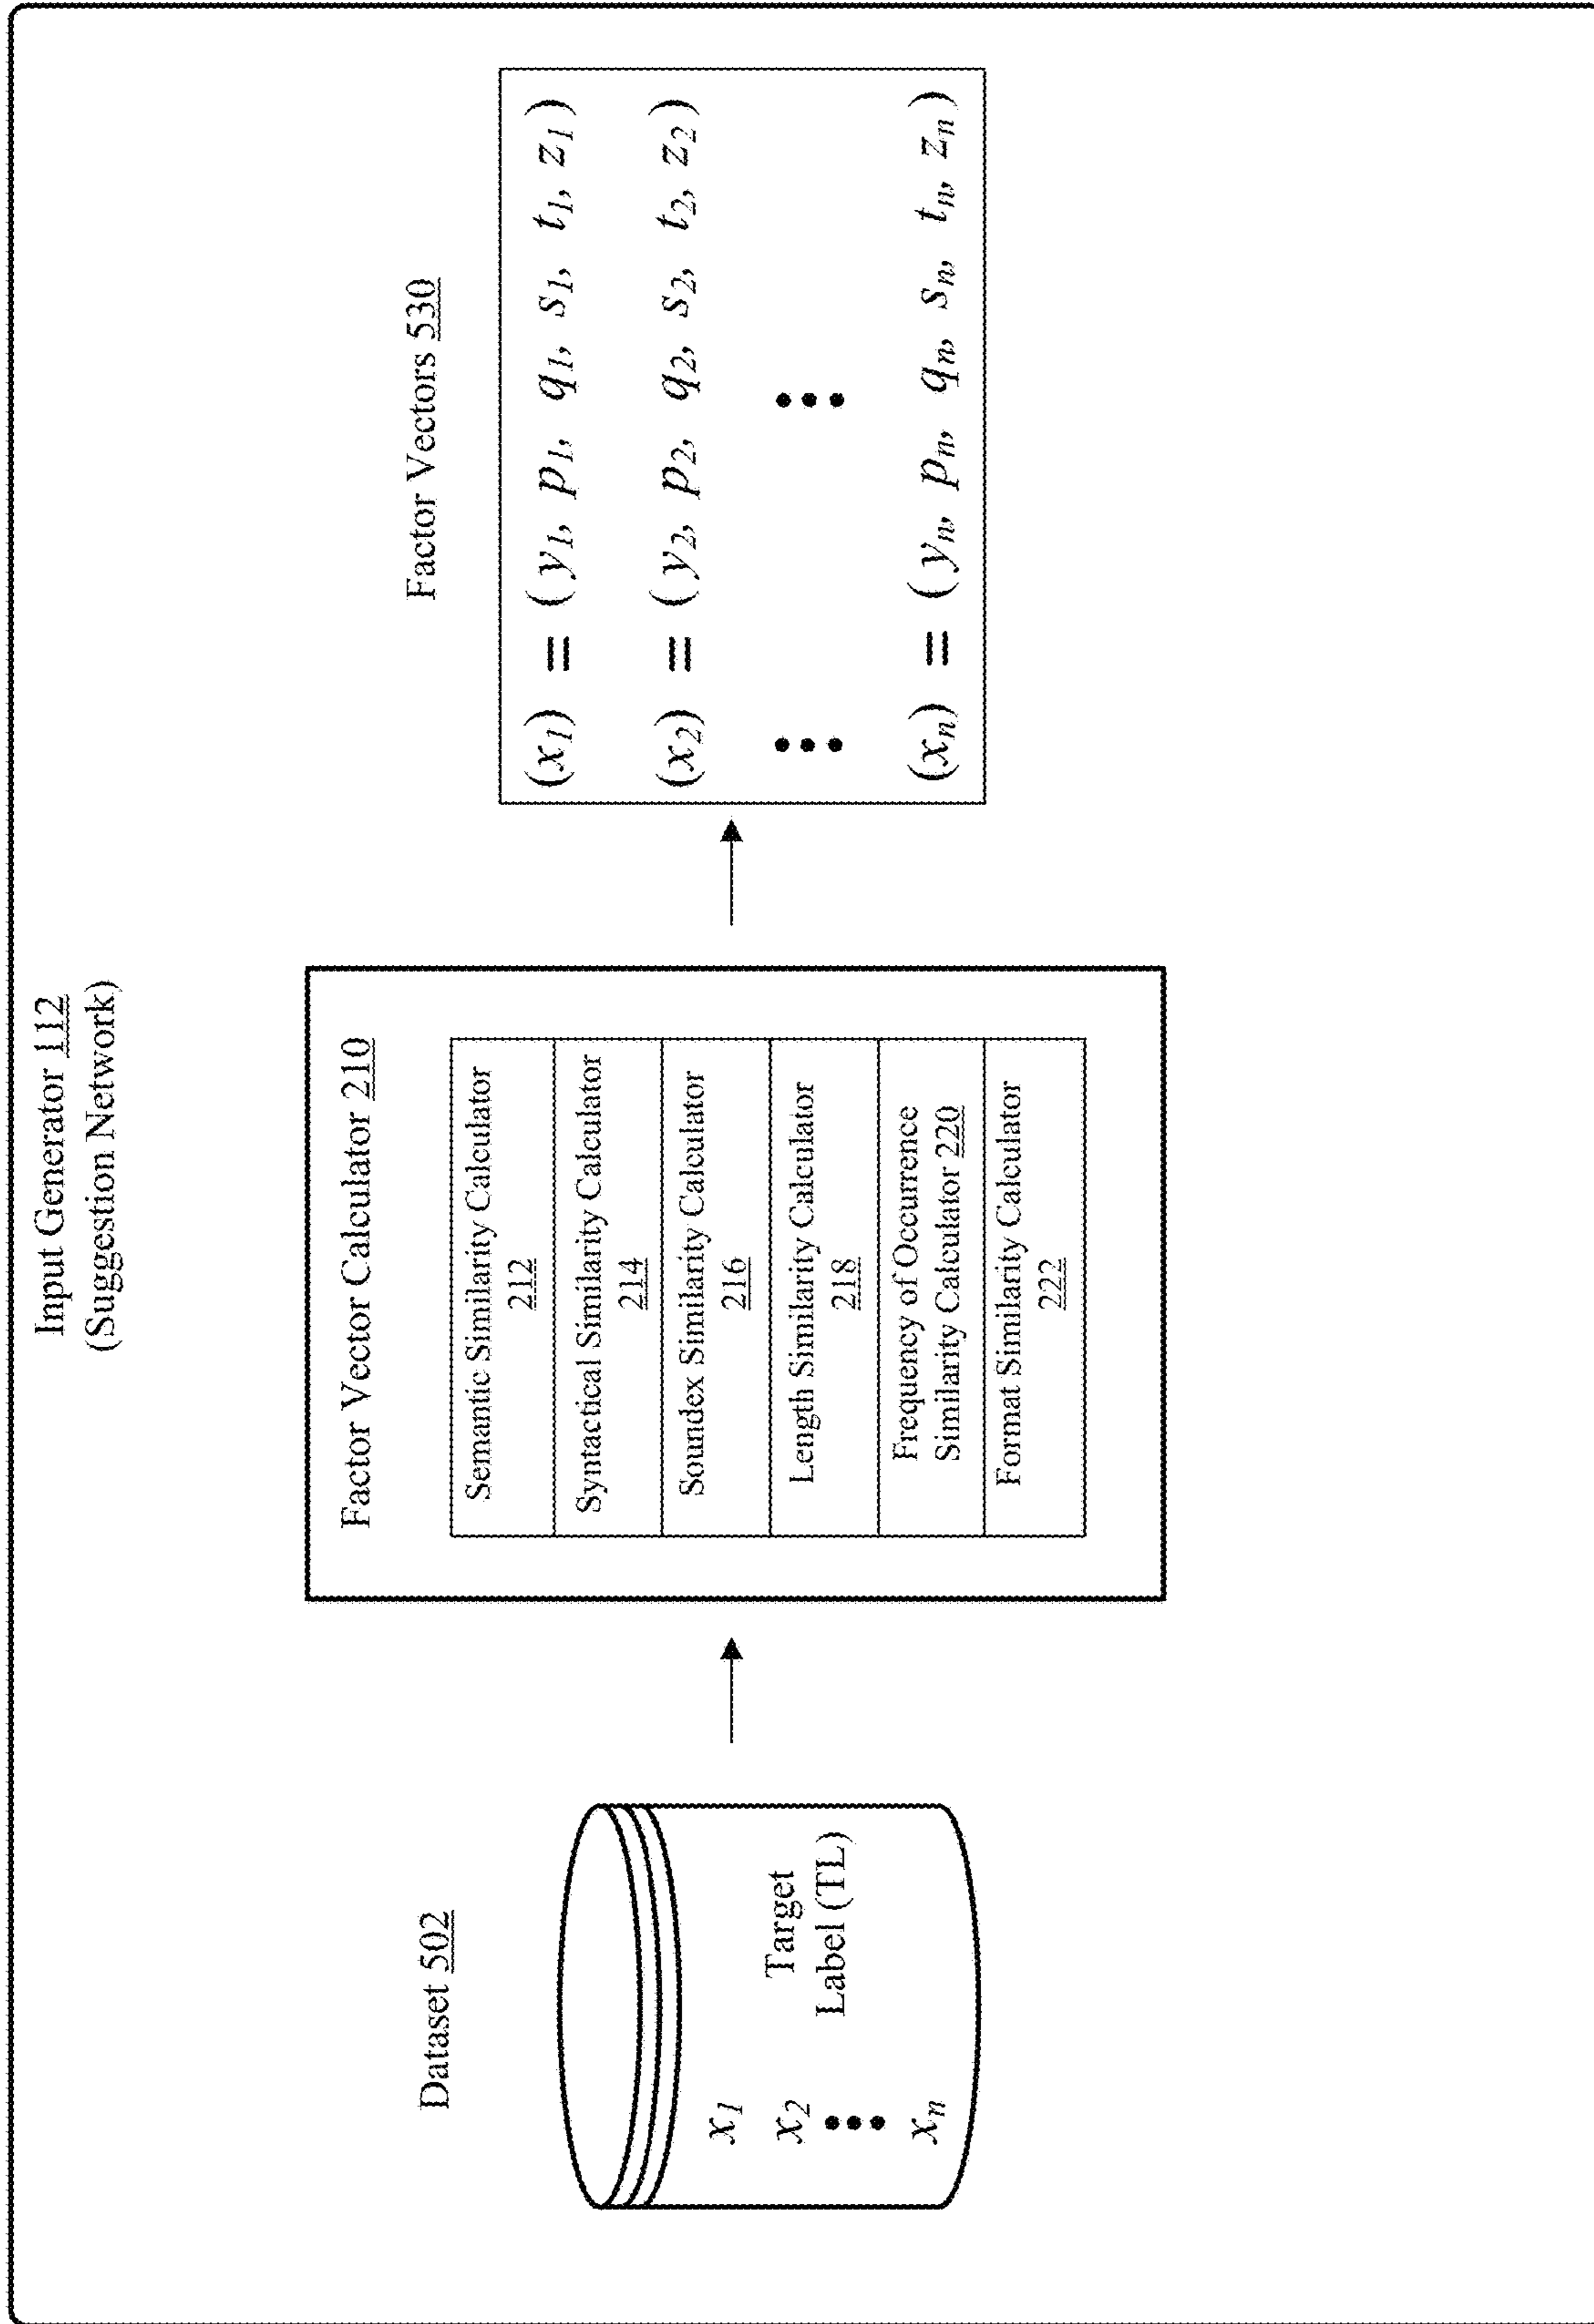 Input Generator 112
(Suggestion Network)
Dataset 502
x1
x2
xn
Target
Label (TL)
Factor Vector Calculator 210
Semantic Similarity Calculator
212
Syntactical Similarity Calculator
214
Soundex Similarity Calculator
216
Length Similarity Calculator
218
Frequency of Occurrence
Similarity Calculator 220
Format Similarity Calculator
222
Factor Vectors 530
(x1) = (y1, p1, q1, s1, t1, z1)
(x2) = (y2, p2, q2, s2, t2, z2)
(xn) = (yn, pn, qn, sn, tn, zn)